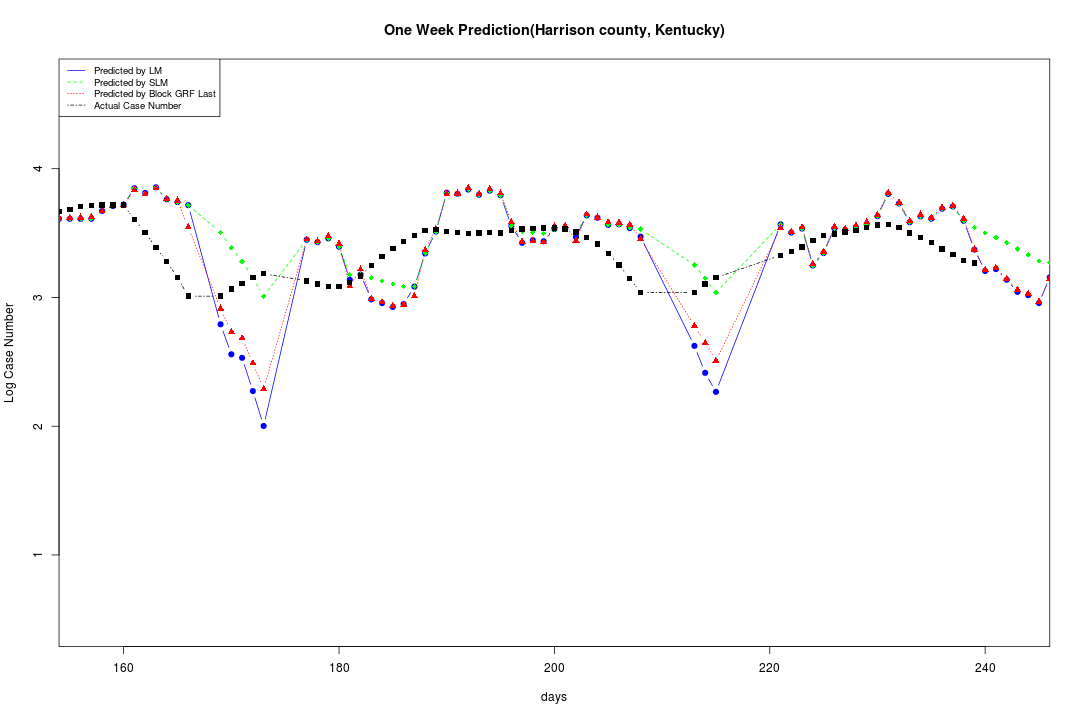 One Week Prediction(Harrison county, Kentucky)
Predicted by LM
Predicted by SLM
Predicted by Block GRF Last
Actual Case Number
4
3
2
1
Log Case Number
160 180 200 220 240
days